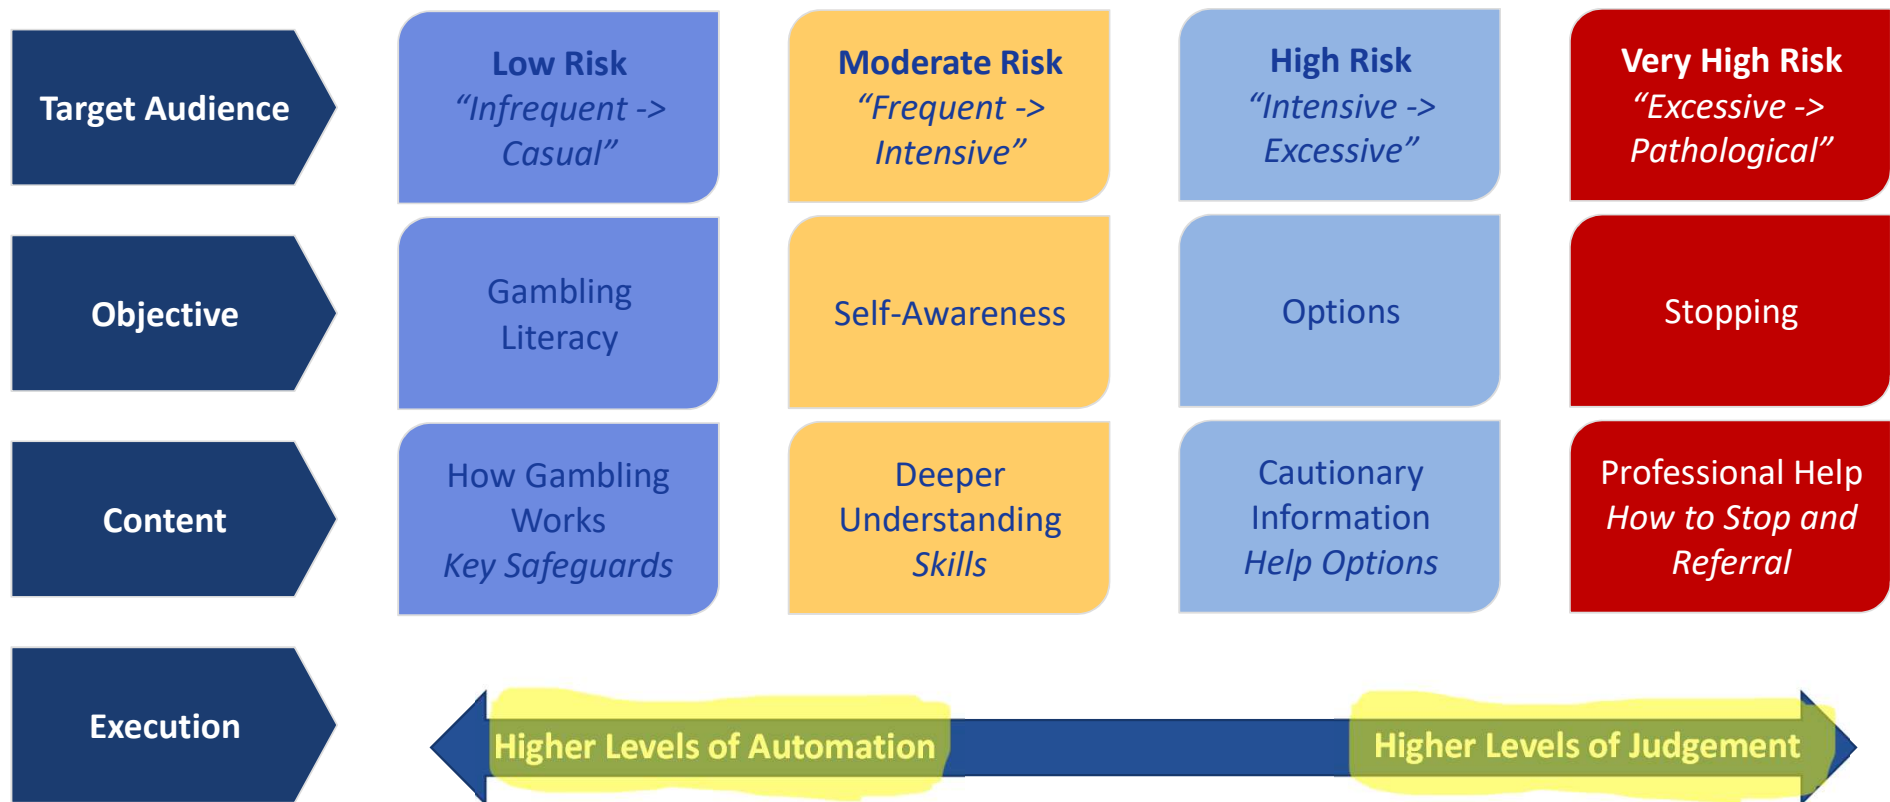 Target Audience
Low Risk
“Infrequent ->
Casual”
Moderate Risk
“Frequent ->
Intensive”
High Risk
“Intensive ->
Excessive”
Very High Risk
“Excessive ->
Pathological”
Objective
Gambling
Literacy
Self-Awareness
Options
Stopping
Content
How Gambling
Works
Key Safeguards
Deeper
Understanding
Skills
Cautionary
Information
Help Options
Professional Help
How to Stop and
Referral
Execution
Higher Levels of Automation
Higher Levels of Judgement